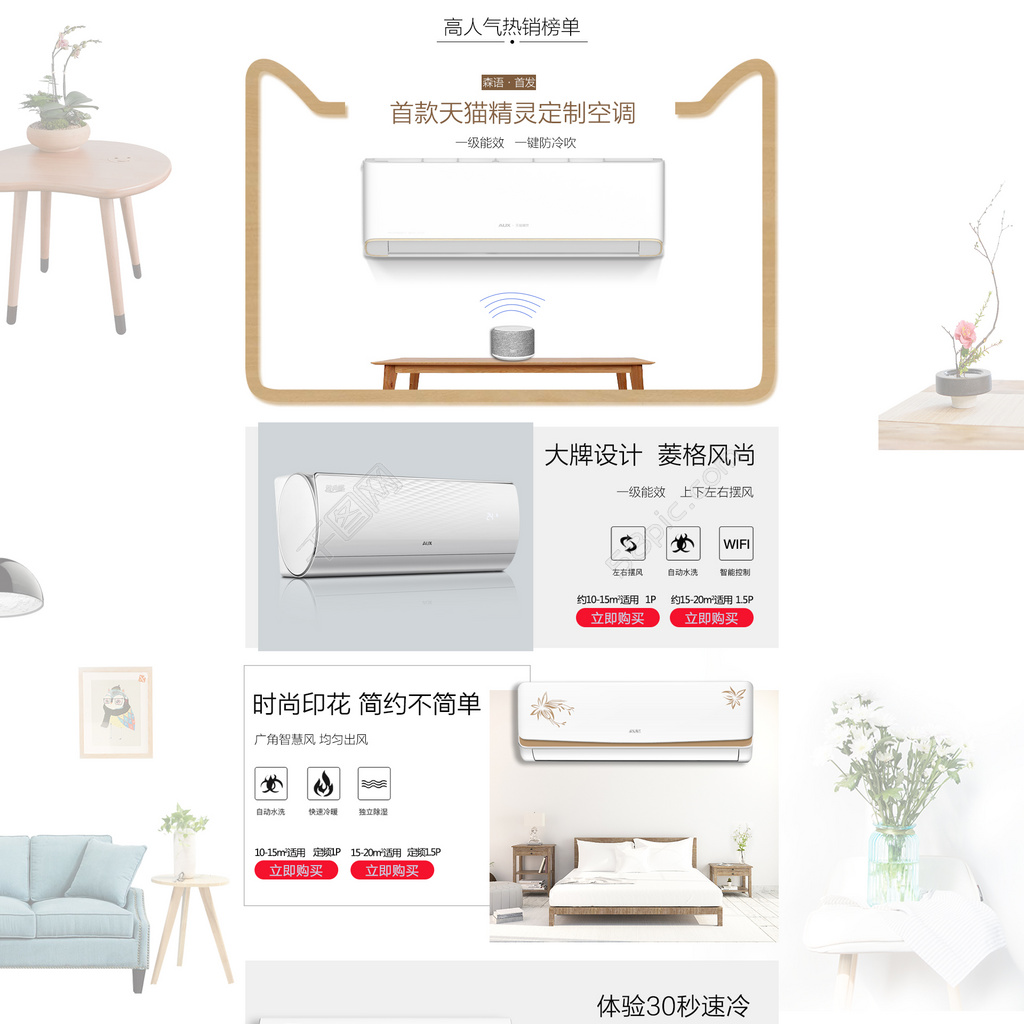 高人气热销榜单
森语·首发
首款天猫精灵定制空调
一级能效 一键防冷吹
AUX
大牌设计 菱格风尚
一级能效 上下左右摆风
AUX
千图网
58pic.com
WIFI
左右摆风 自动水洗 智能控制
约10-15m²适用 1P 约15-20m²适用 1.5P
立即购买 立即购买
时尚印花 简约不简单
广角智慧风 均匀出风
AUX
自动水洗 快速冷暖 独立除湿
10-15m²适用 定频1P 15-20m²适用 定频1.5P
立即购买 立即购买
体验30秒速冷